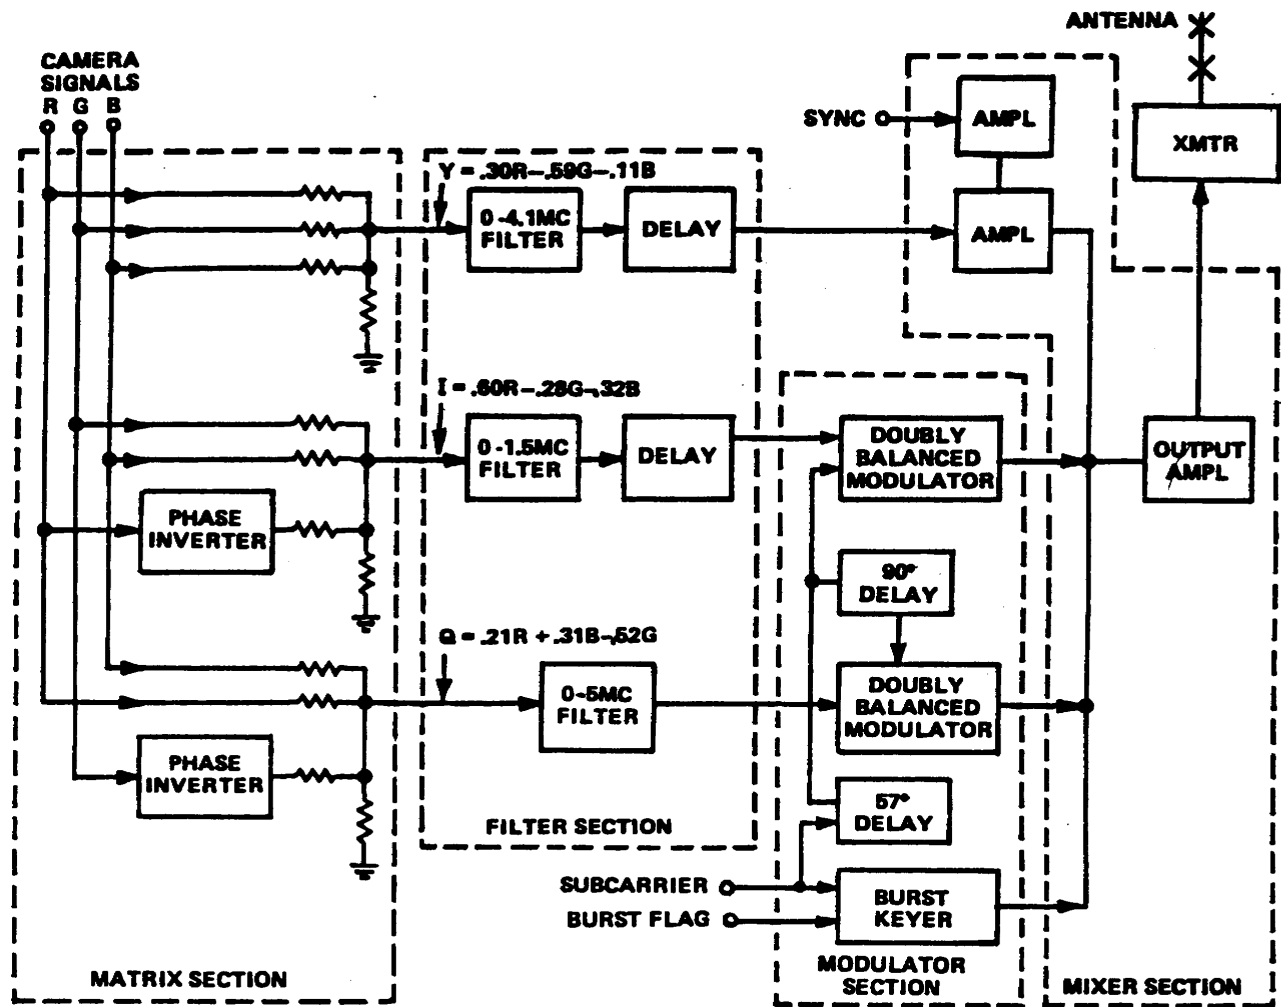 ANTENNA
CAMERA
SIGNALS
R G B
SYNC
AMPL
XMTR
Y = .30R-.59G-.11B
0-4.1MC
FILTER
DELAY
AMPL
I = .60R-.28G-.32B
0-1.5MC
FILTER
DELAY
DOUBLY
BALANCED
MODULATOR
OUTPUT
AMPL
PHASE
INVERTER
90°
DELAY
Q = .21R + .31B-.52G
0-5MC
FILTER
DOUBLY
BALANCED
MODULATOR
PHASE
INVERTER
57°
DELAY
FILTER SECTION
SUBCARRIER
BURST FLAG
BURST
KEYER
MATRIX SECTION
MODULATOR
SECTION
MIXER SECTION